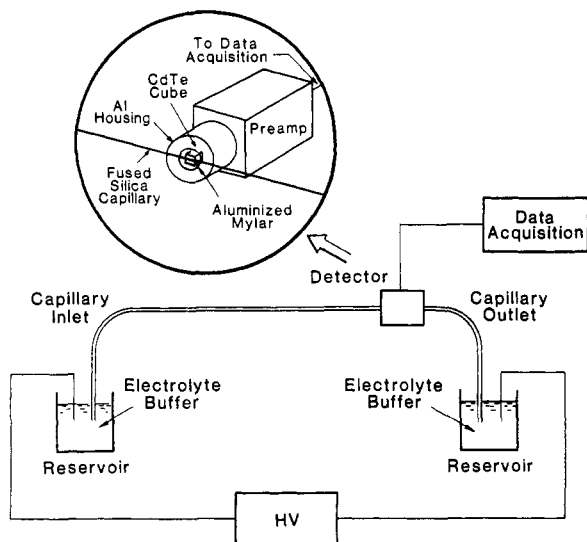 To Data
Acquisition
CdTe
Cube
Al
Housing
Preamp
Fused
Silica
Capillary
Aluminized
Mylar
Data
Acquisition
Detector
Capillary
Inlet
Capillary
Outlet
Electrolyte
Buffer
Electrolyte
Buffer
Reservoir
Reservoir
HV